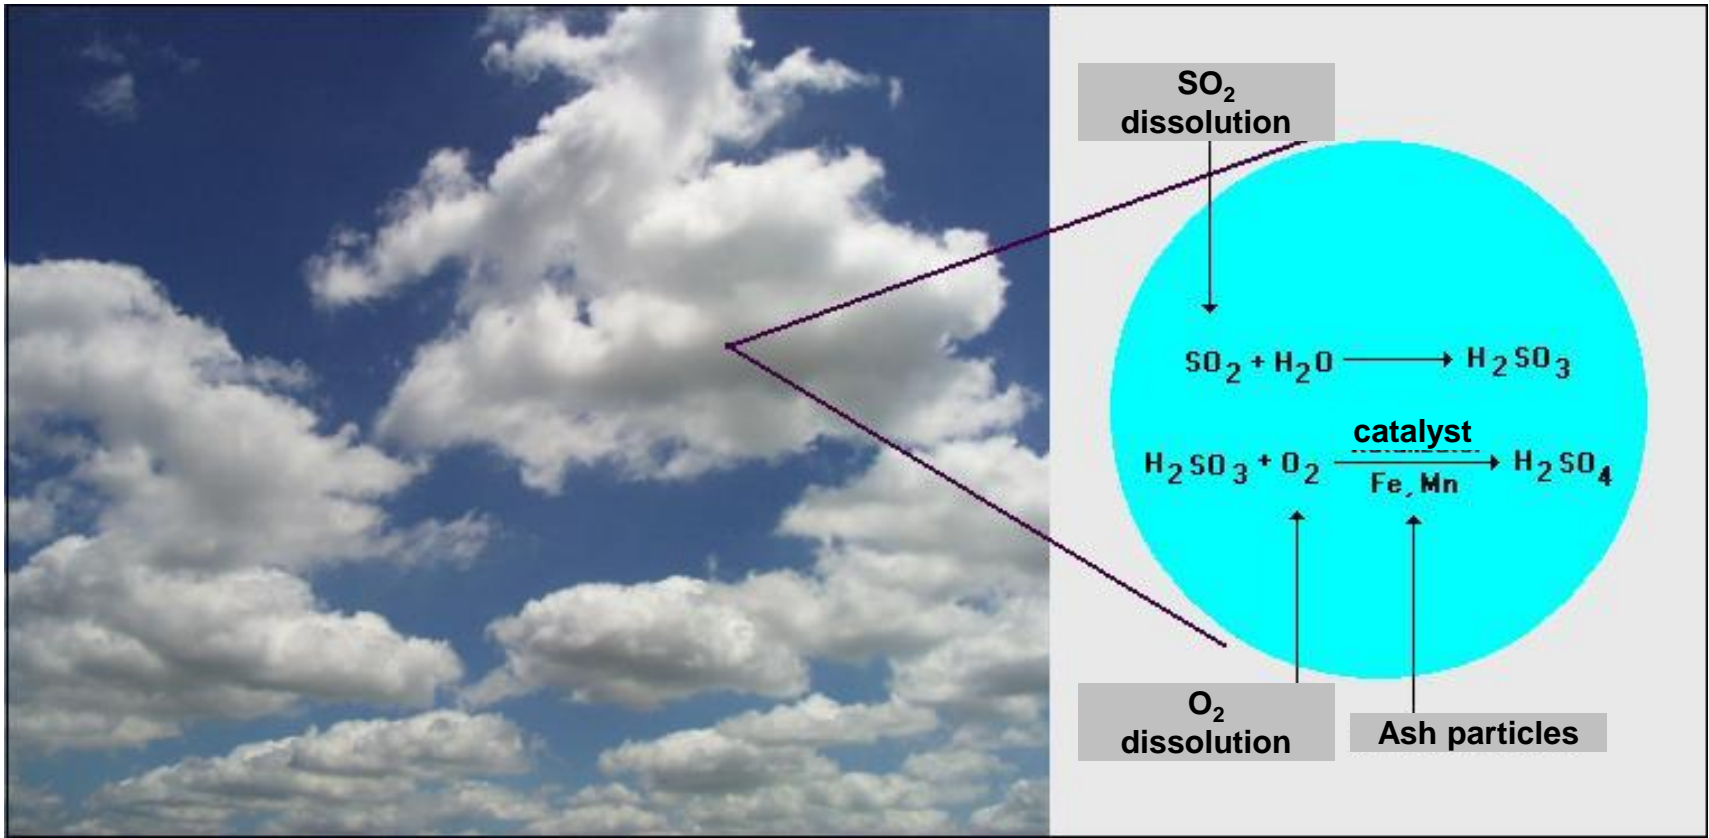 SO₂
dissolution
SO₂ + H₂O → H₂SO₃
catalyst
H₂SO₃ + O₂ → H₂SO₄
Fe, Mn
O₂
dissolution
Ash particles